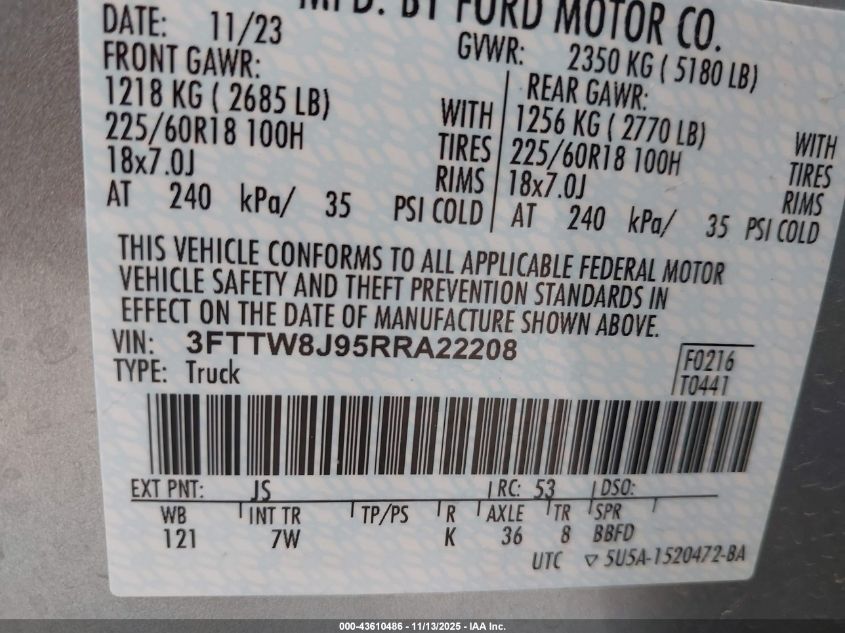 MFD. BY FORD MOTOR CO.
DATE: 11/23 GVWR: 2350 KG ( 5180 LB)
FRONT GAWR: REAR GAWR:
1218 KG ( 2685 LB) WITH 1256 KG ( 2770 LB) WITH
225/60R18 100H TIRES 225/60R18 100H TIRES
18x7.0J RIMS 18x7.0J RIMS
AT 240 kPa/ 35 PSI COLD AT 240 kPa/ 35 PSI COLD
THIS VEHICLE CONFORMS TO ALL APPLICABLE FEDERAL MOTOR
VEHICLE SAFETY AND THEFT PREVENTION STANDARDS IN
EFFECT ON THE DATE OF MANUFACTURE SHOWN ABOVE.
VIN: 3FTTW8J95RRA22208
TYPE: Truck
F0216
T0441
EXT PNT: JS RC: 53 DSO:
WB INT TR TP/PS R AXLE TR SPR
121 7W K 36 8 BBFD
UTC ▽ 5U5A-1520472-BA
000-43610486 - 11/13/2025 - IAA Inc.